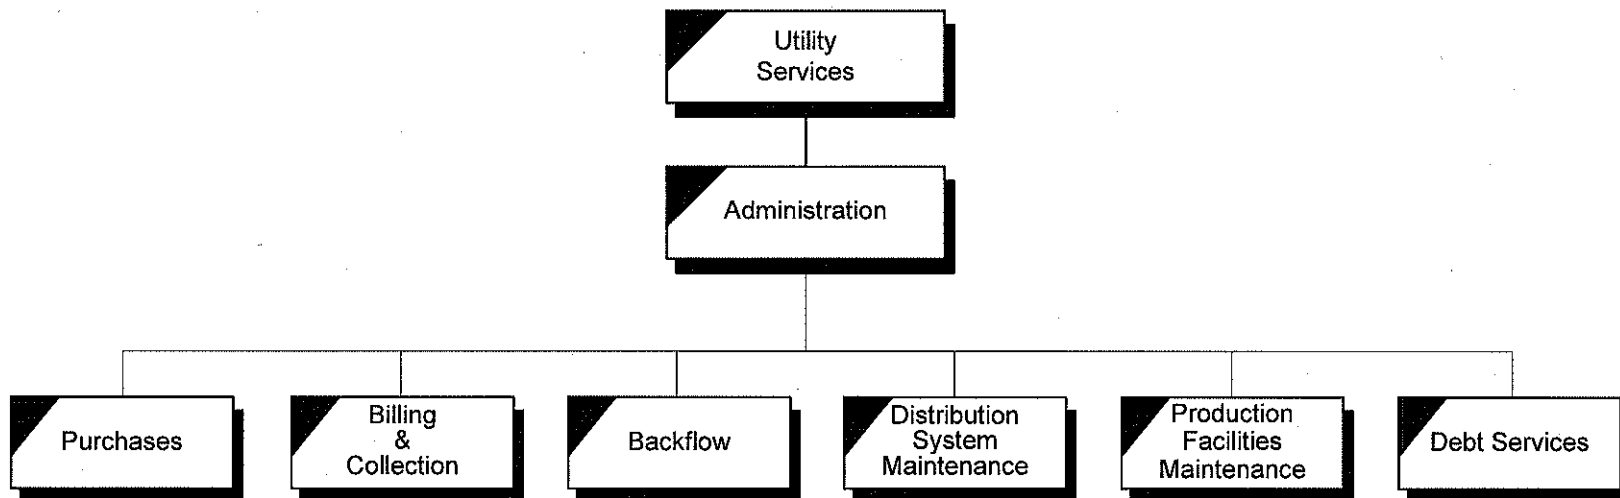 Utility
Services
Administration
Purchases
Billing
&
Collection
Backflow
Distribution
System
Maintenance
Production
Facilities
Maintenance
Debt Services